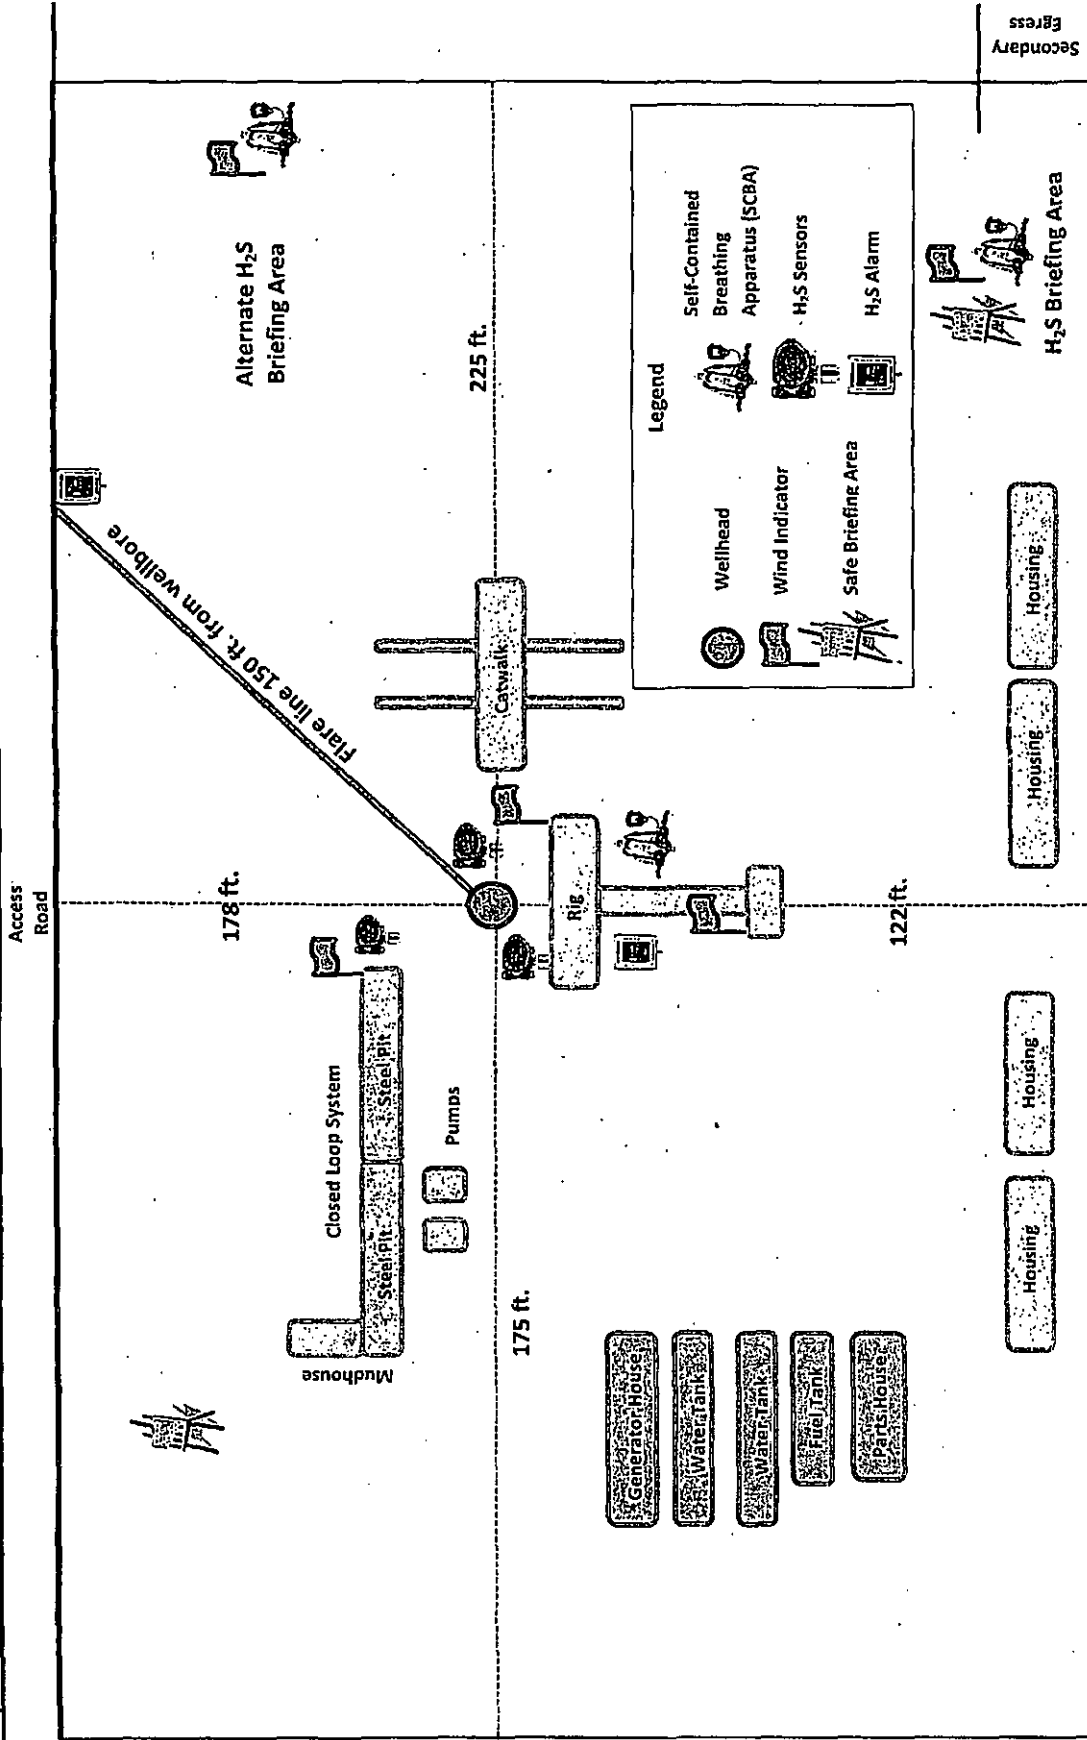 Access
Road
Secondary
Egress
178 ft.
Flare line 150 ft. from wellbore
Alternate H₂S
Briefing Area
Closed Loop System
Mudhouse
Steel Pit
Steel Pit
Pumps
175 ft.
225 ft.
Catwalk
Rig
122 ft.
Generator House
Water Tank
Water Tank
Fuel Tank
Parts House
Legend
Wellhead
Wind Indicator
Safe Briefing Area
Self-Contained
Breathing
Apparatus (SCBA)
H₂S Sensors
H₂S Alarm
H₂S Briefing Area
Housing
Housing
Housing
Housing